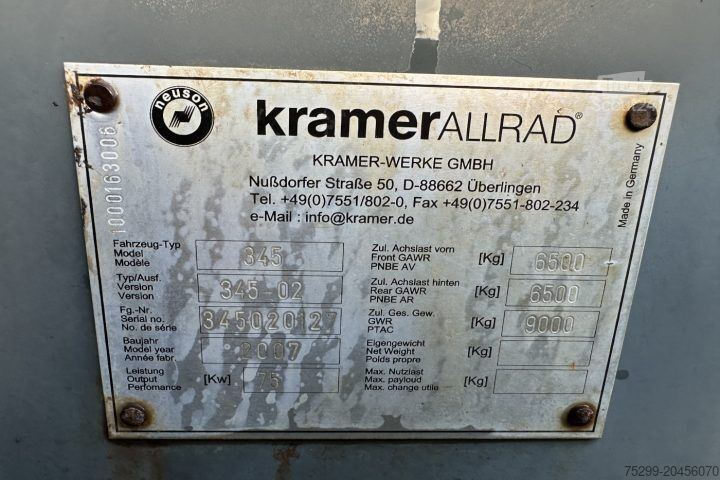 neuson
kramerALLRAD®
KRAMER-WERKE GMBH
Nußdorfer Straße 50, D-88662 Überlingen
Tel. +49(0)7551/802-0, Fax +49(0)7551-802-234
e-Mail : info@kramer.de
Made in Germany
1000163006
Fahrzeug-Typ
Model
Modèle
345
Typ/Ausf.
Version
Version
345-02
Fg.-Nr.
Serial no.
No. de série
345020127
Baujahr
Model year
Année fabr.
2007
Leistung
Output
Perfomance
[Kw]
75
Zul. Achslast vorn
Front GAWR
PNBE AV
[Kg]
6500
Zul. Achslast hinten
Rear GAWR
PNBE AR
[Kg]
6500
Zul. Ges. Gew.
GWR
PTAC
[Kg]
9000
Eigengewicht
Net Weight
Poids propre
[Kg]
Max. Nutzlast
Max. payloud
Max. change utile
[Kg]
75299-20456070